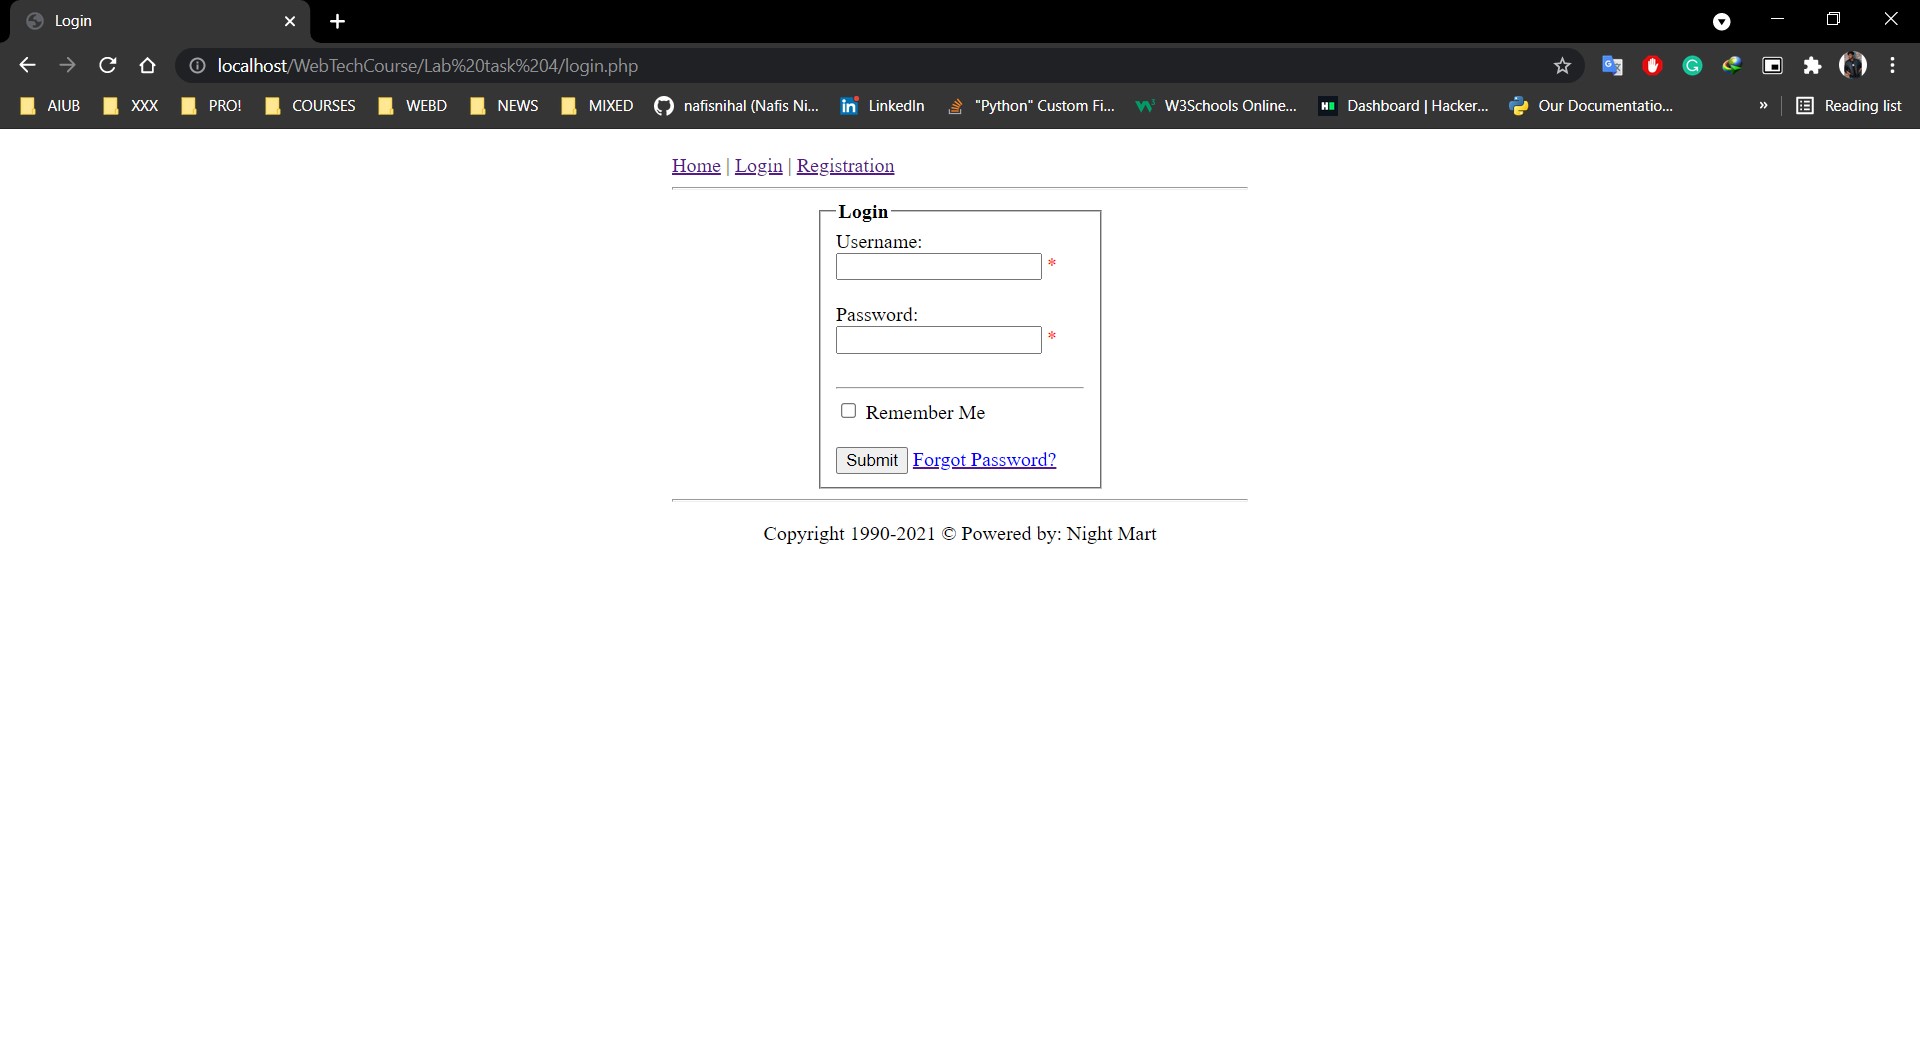 Login
localhost/WebTechCourse/Lab%20task%204/login.php
AIUB XXX PRO! COURSES WEBD NEWS MIXED nafisnihal (Nafis Ni... LinkedIn "Python" Custom Fi... W3Schools Online... Dashboard | Hacker... Our Documentatio... » Reading list
Home | Login | Registration
Login
Username:
*
Password:
*
Remember Me
Submit Forgot Password?
Copyright 1990-2021 © Powered by: Night Mart